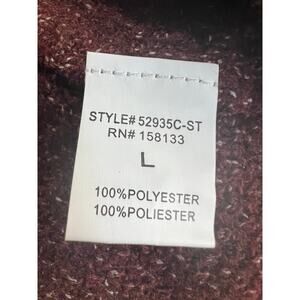 STYLE# 52935C-ST
RN# 158133
L
100%POLYESTER
100%POLIESTER